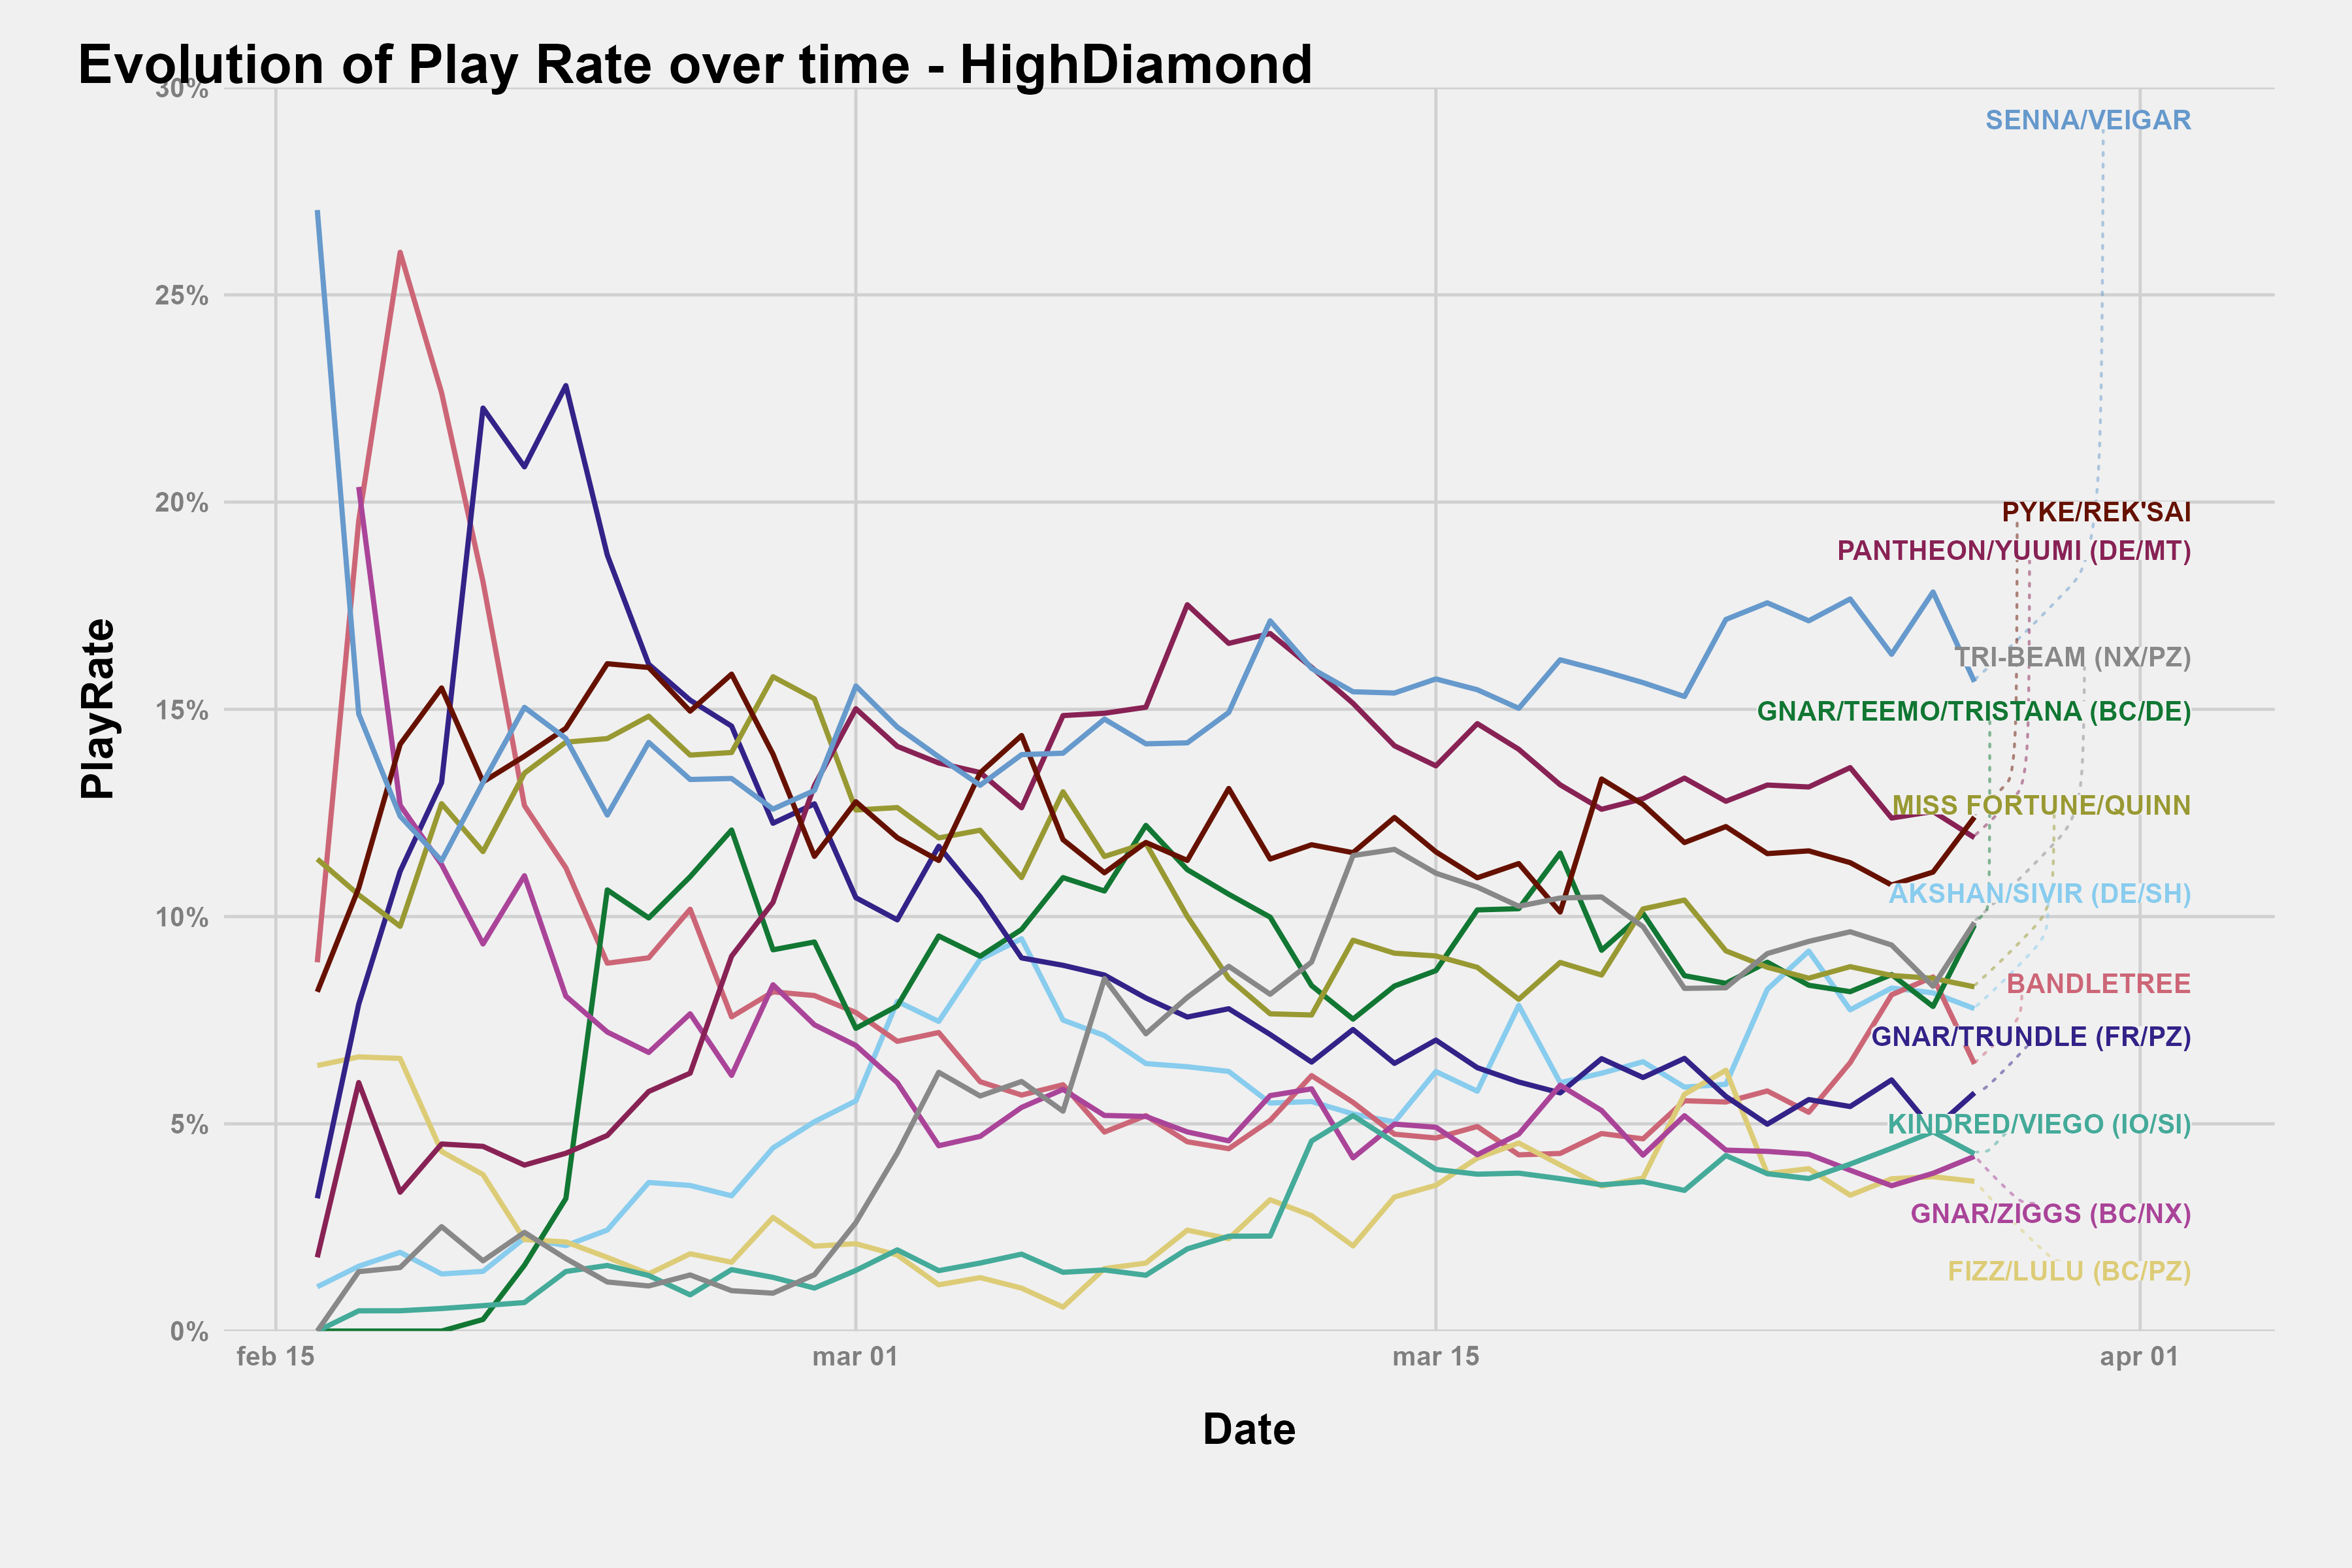 Evolution of Play Rate over time - HighDiamond
30%
25%
20%
15%
10%
5%
0%
PlayRate
SENNA/VEIGAR
PYKE/REK'SAI
PANTHEON/YUUMI (DE/MT)
TRI-BEAM (NX/PZ)
GNAR/TEEMO/TRISTANA (BC/DE)
MISS FORTUNE/QUINN
AKSHAN/SIVIR (DE/SH)
BANDLETREE
GNAR/TRUNDLE (FR/PZ)
KINDRED/VIEGO (IO/SI)
GNAR/ZIGGS (BC/NX)
FIZZ/LULU (BC/PZ)
feb 15
mar 01
mar 15
apr 01
Date